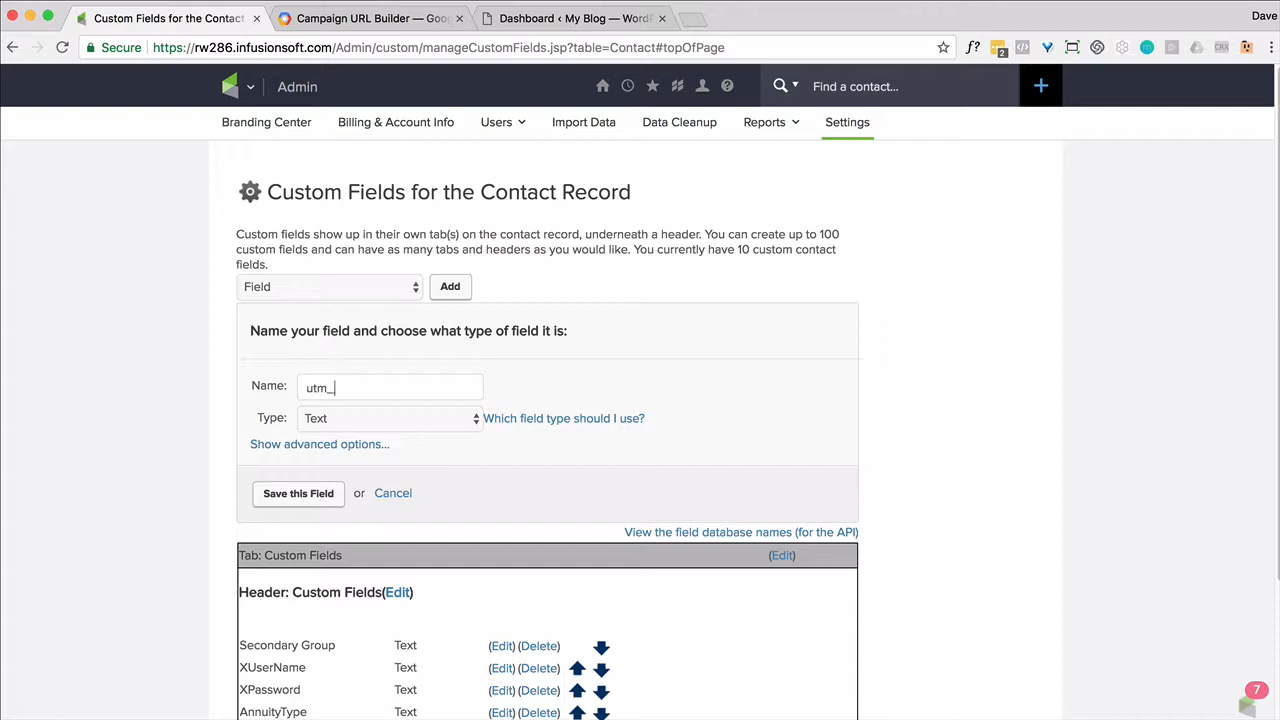 Custom Fields for the Contact
Campaign URL Builder — Goo
Dashboard ‹ My Blog — WordP
Dave
Secure
https://rw286.infusionsoft.com/Admin/custom/manageCustomFields.jsp?table=Contact#topOfPage
f?
2
CRX
Admin
Find a contact...
Branding Center
Billing & Account Info
Users
Import Data
Data Cleanup
Reports
Settings
Custom Fields for the Contact Record
Custom fields show up in their own tab(s) on the contact record, underneath a header. You can create up to 100
custom fields and can have as many tabs and headers as you would like. You currently have 10 custom contact
fields.
Field
Add
Name your field and choose what type of field it is:
Name: utm_
Type: Text Which field type should I use?
Show advanced options...
Save this Field or Cancel
View the field database names (for the API)
Tab: Custom Fields (Edit)
Header: Custom Fields(Edit)
Secondary Group Text (Edit) (Delete)
XUserName Text (Edit) (Delete)
XPassword Text (Edit) (Delete)
AnnuityType Text (Edit) (Delete)
7